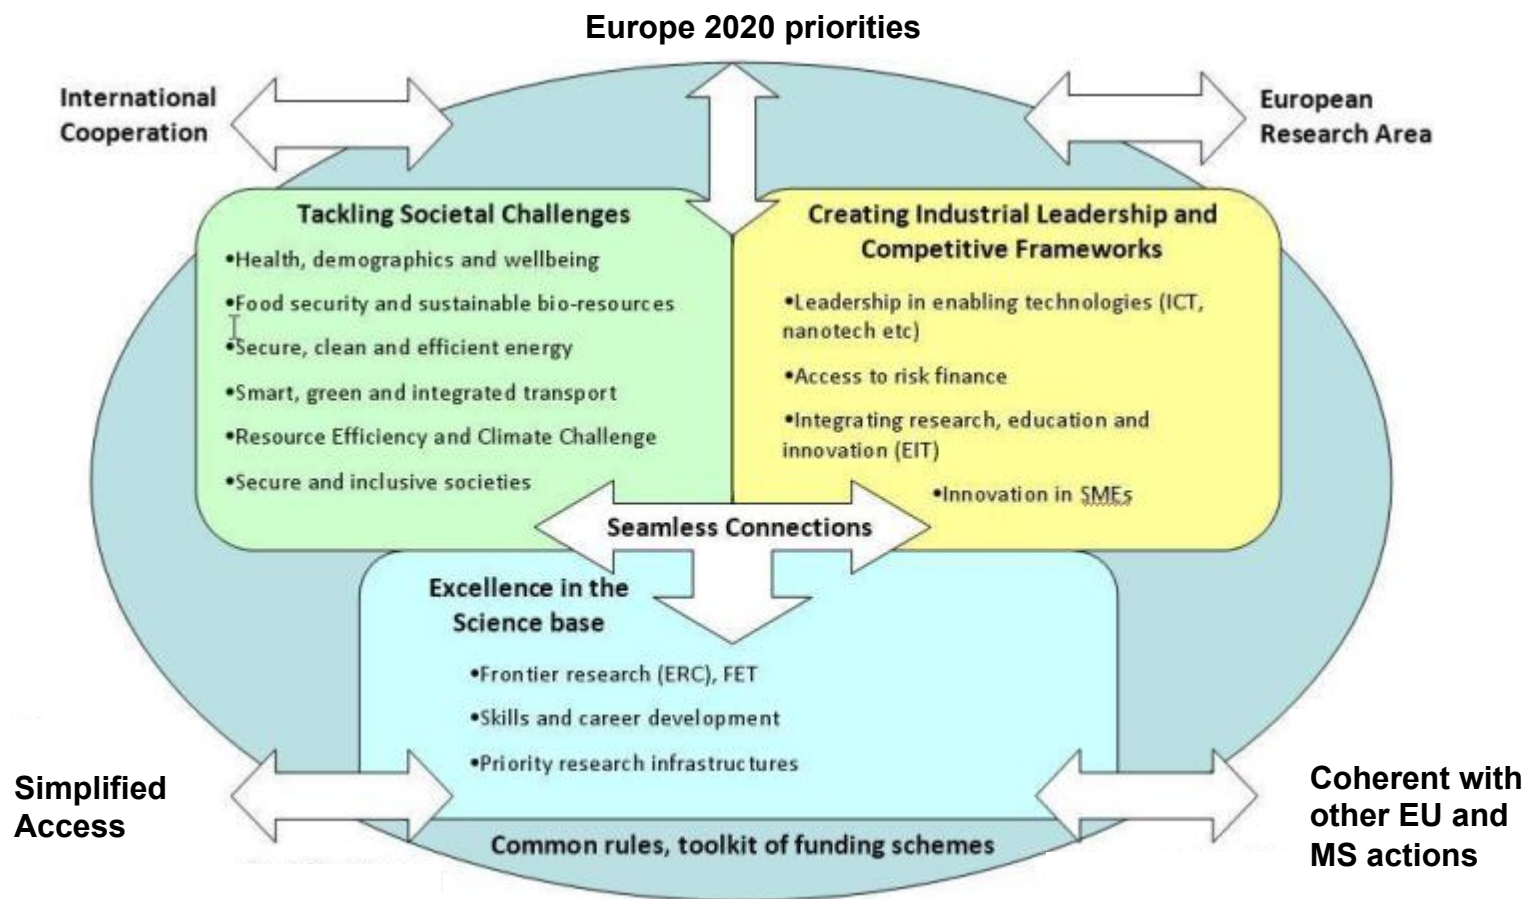 Europe 2020 priorities
International
Cooperation
European
Research Area
Tackling Societal Challenges
•Health, demographics and wellbeing
•Food security and sustainable bio-resources
•Secure, clean and efficient energy
•Smart, green and integrated transport
•Resource Efficiency and Climate Challenge
•Secure and inclusive societies
Creating Industrial Leadership and
Competitive Frameworks
•Leadership in enabling technologies (ICT,
nanotech etc)
•Access to risk finance
•Integrating research, education and
innovation (EIT)
•Innovation in SMEs
Seamless Connections
Excellence in the
Science base
•Frontier research (ERC), FET
•Skills and career development
•Priority research infrastructures
Simplified
Access
Coherent with
other EU and
MS actions
Common rules, toolkit of funding schemes